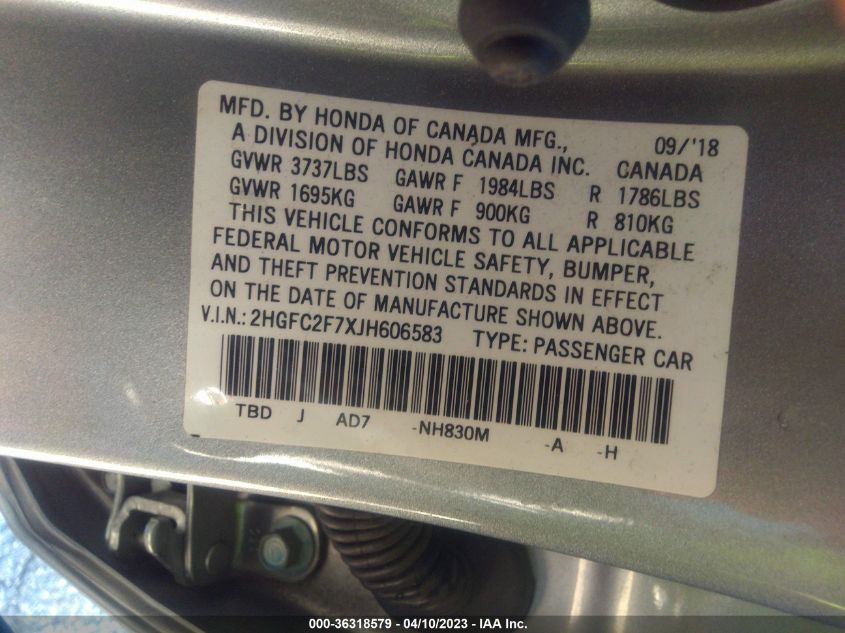 MFD. BY HONDA OF CANADA MFG., 09/'18
A DIVISION OF HONDA CANADA INC. CANADA
GVWR 3737LBS GAWR F 1984LBS R 1786LBS
GVWR 1695KG GAWR F 900KG R 810KG
THIS VEHICLE CONFORMS TO ALL APPLICABLE
FEDERAL MOTOR VEHICLE SAFETY, BUMPER,
AND THEFT PREVENTION STANDARDS IN EFFECT
ON THE DATE OF MANUFACTURE SHOWN ABOVE.
V.I.N.: 2HGFC2F7XJH606583 TYPE: PASSENGER CAR
TBD J AD7 -NH830M -A -H
000-36318579 - 04/10/2023 - IAA Inc.